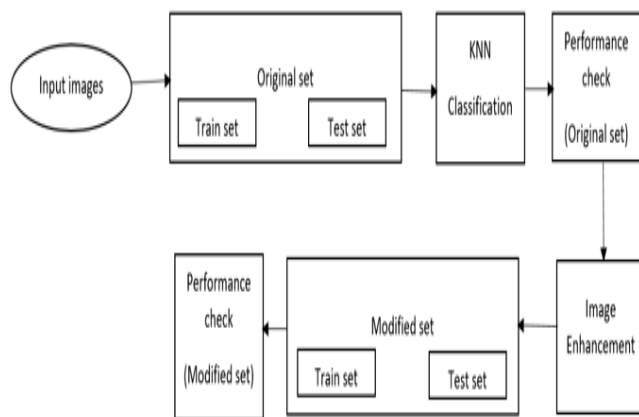 Input images
Original set
Train set
Test set
KNN
Classification
Performance
check
(Original set)
Image
Enhancement
Modified set
Train set
Test set
Performance
check
(Modified set)